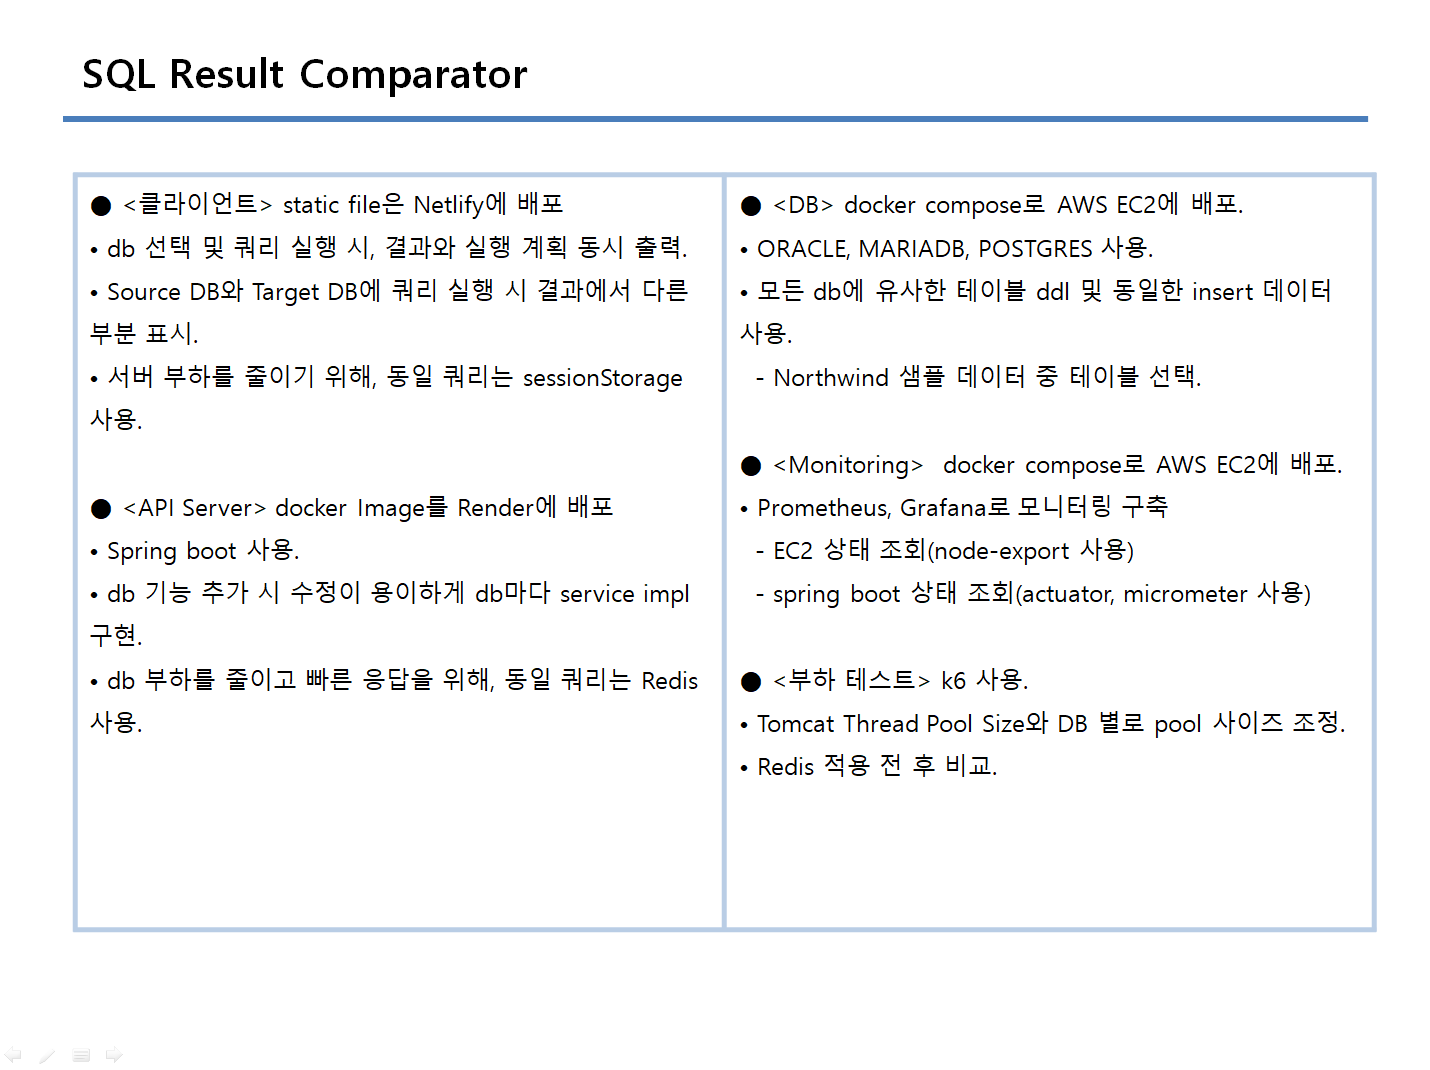 SQL Result Comparator
● <클라이언트> static file은 Netlify에 배포
• db 선택 및 쿼리 실행 시, 결과와 실행 계획 동시 출력.
• Source DB와 Target DB에 쿼리 실행 시 결과에서 다른
부분 표시.
• 서버 부하를 줄이기 위해, 동일 쿼리는 sessionStorage
사용.
● <API Server> docker Image를 Render에 배포
• Spring boot 사용.
• db 기능 추가 시 수정이 용이하게 db마다 service impl
구현.
• db 부하를 줄이고 빠른 응답을 위해, 동일 쿼리는 Redis
사용.
● <DB> docker compose로 AWS EC2에 배포.
• ORACLE, MARIADB, POSTGRES 사용.
• 모든 db에 유사한 테이블 ddl 및 동일한 insert 데이터
사용.
- Northwind 샘플 데이터 중 테이블 선택.
● <Monitoring> docker compose로 AWS EC2에 배포.
• Prometheus, Grafana로 모니터링 구축
- EC2 상태 조회(node-export 사용)
- spring boot 상태 조회(actuator, micrometer 사용)
● <부하 테스트> k6 사용.
• Tomcat Thread Pool Size와 DB 별로 pool 사이즈 조정.
• Redis 적용 전 후 비교.